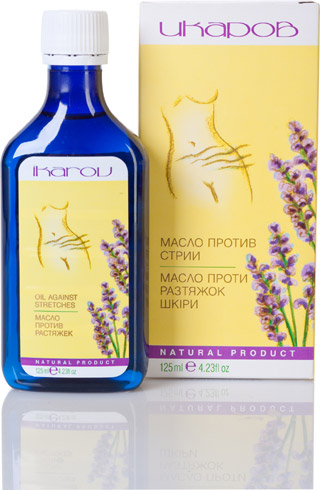 икаров
МАСЛО ПРОТИВ
СТРИИ
МАСЛО ПРОТИ
РАЗТЯЖОК
ШКІРИ
NATURAL PRODUCT
125ml e 4.23fl oz
Ikarov
OIL AGAINST
STRETCHES
МАСЛО
ПРОТИВ
РАСТЯЖЕК
NATURAL PRODUCT
125ml e 4.23fl oz